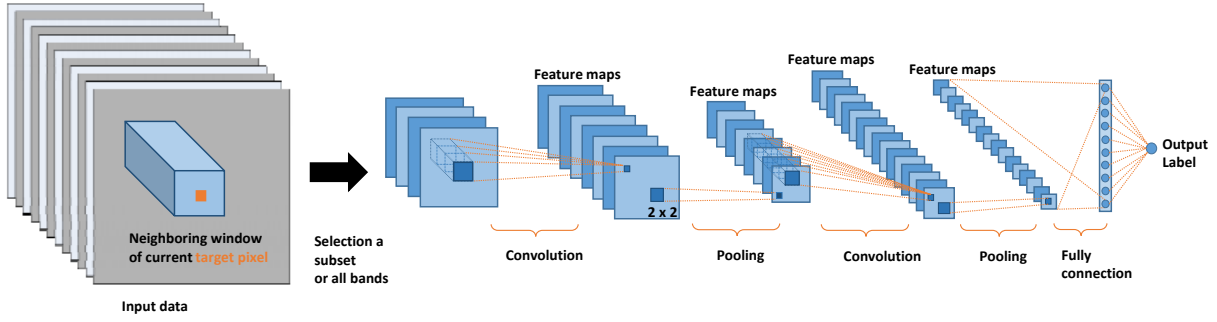 Neighboring window
of current target pixel
Input data
Selection a
subset
or all bands
Feature maps
2 x 2
Convolution
Feature maps
Pooling
Feature maps
Convolution
Feature maps
Pooling
Fully
connection
Output
Label